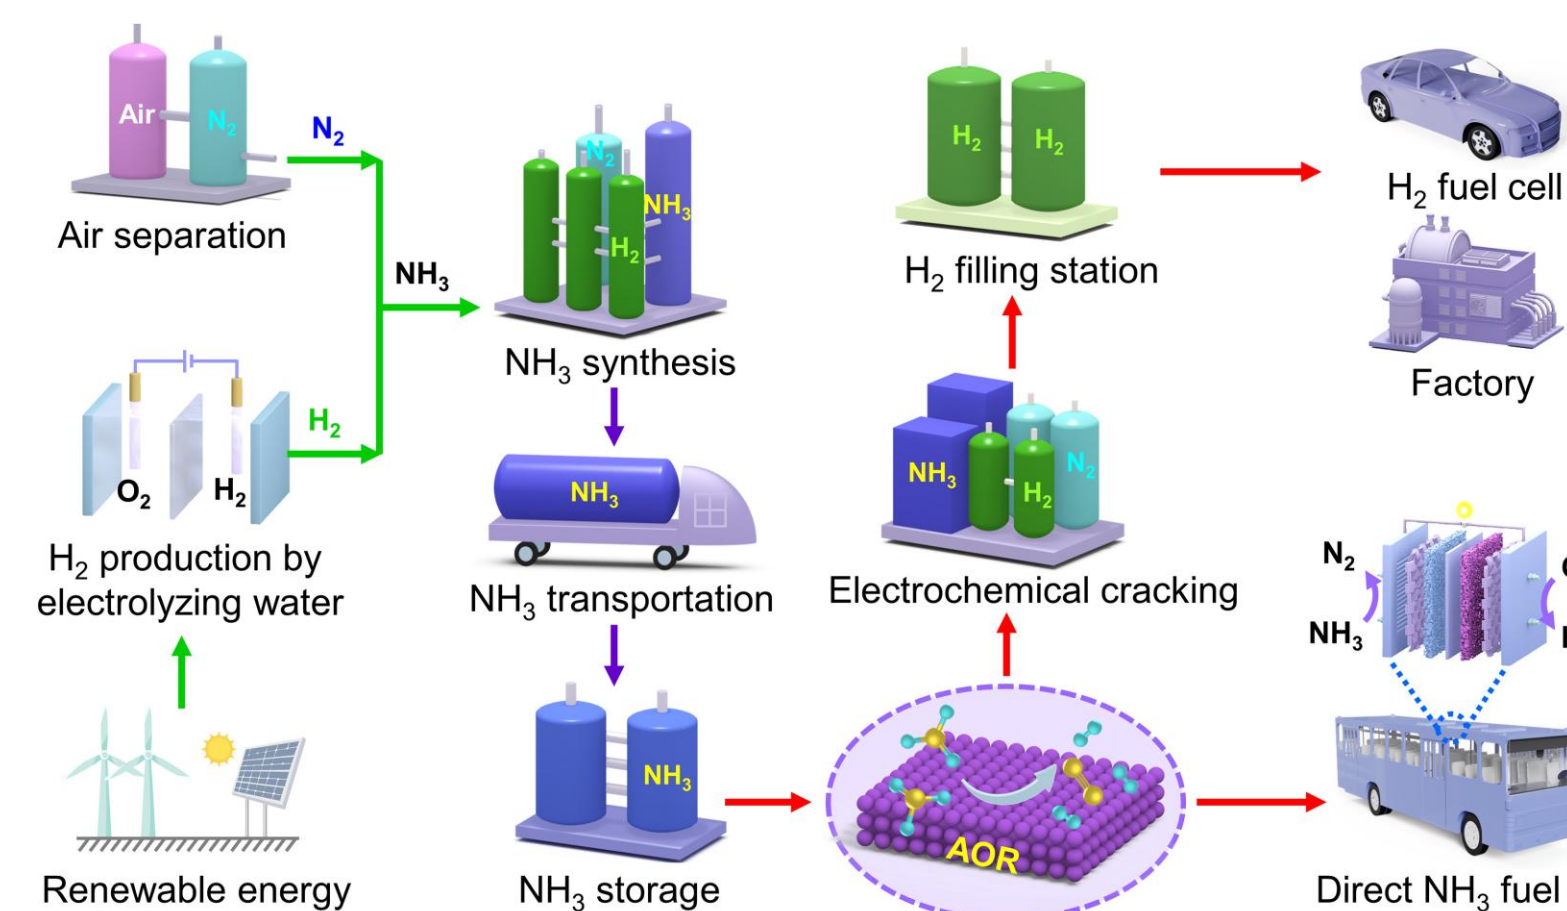 Air
N₂
N₂
Air separation
NH₃
O₂
H₂
H₂
H₂ production by
electrolyzing water
Renewable energy
N₂
NH₃
H₂
NH₃ synthesis
NH₃
NH₃ transportation
NH₃
NH₃ storage
H₂
H₂
H₂ filling station
NH₃
H₂
N₂
Electrochemical cracking
AOR
H₂ fuel cell
Factory
N₂
NH₃
Direct NH₃ fuel